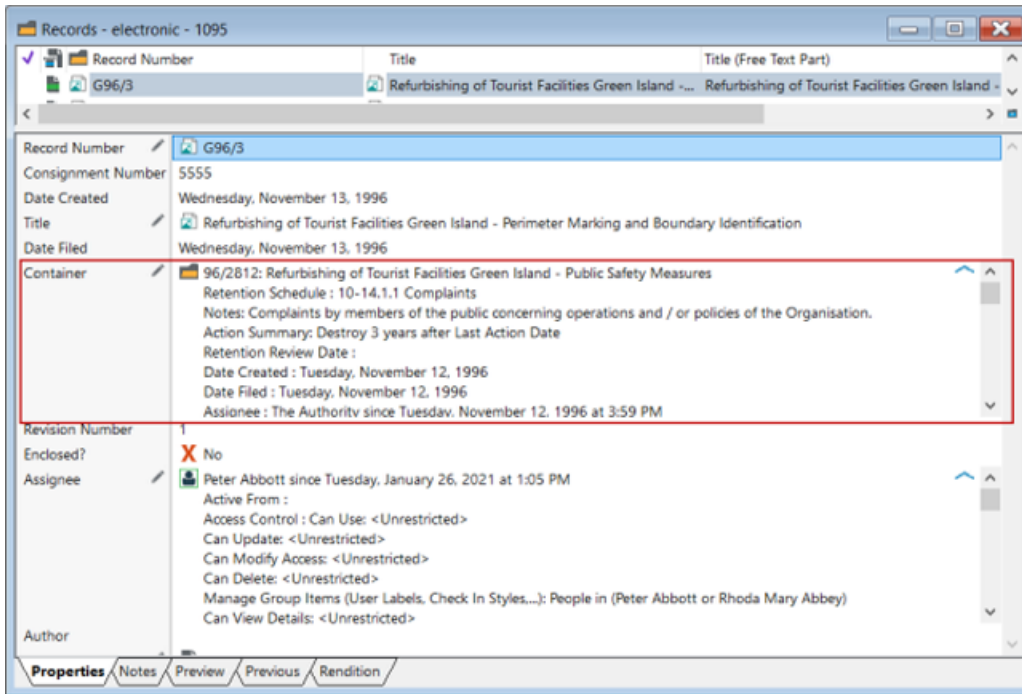 Records - electronic - 1095
Record Number Title Title (Free Text Part)
G96/3 Refurbishing of Tourist Facilities Green Island -... Refurbishing of Tourist Facilities Green Island -
Record Number G96/3
Consignment Number 5555
Date Created Wednesday, November 13, 1996
Title Refurbishing of Tourist Facilities Green Island - Perimeter Marking and Boundary Identification
Date Filed Wednesday, November 13, 1996
Container 96/2812: Refurbishing of Tourist Facilities Green Island - Public Safety Measures
Retention Schedule : 10-14.1.1 Complaints
Notes: Complaints by members of the public concerning operations and / or policies of the Organisation.
Action Summary: Destroy 3 years after Last Action Date
Retention Review Date :
Date Created : Tuesday, November 12, 1996
Date Filed : Tuesday, November 12, 1996
Assignee : The Authority since Tuesday, November 12, 1996 at 3:59 PM
Revision Number 1
Enclosed? No
Assignee Peter Abbott since Tuesday, January 26, 2021 at 1:05 PM
Active From :
Access Control : Can Use: <Unrestricted>
Can Update: <Unrestricted>
Can Modify Access: <Unrestricted>
Can Delete: <Unrestricted>
Manage Group Items (User Labels, Check In Styles,...): People in (Peter Abbott or Rhoda Mary Abbey)
Can View Details: <Unrestricted>
Author
Properties Notes Preview Previous Rendition